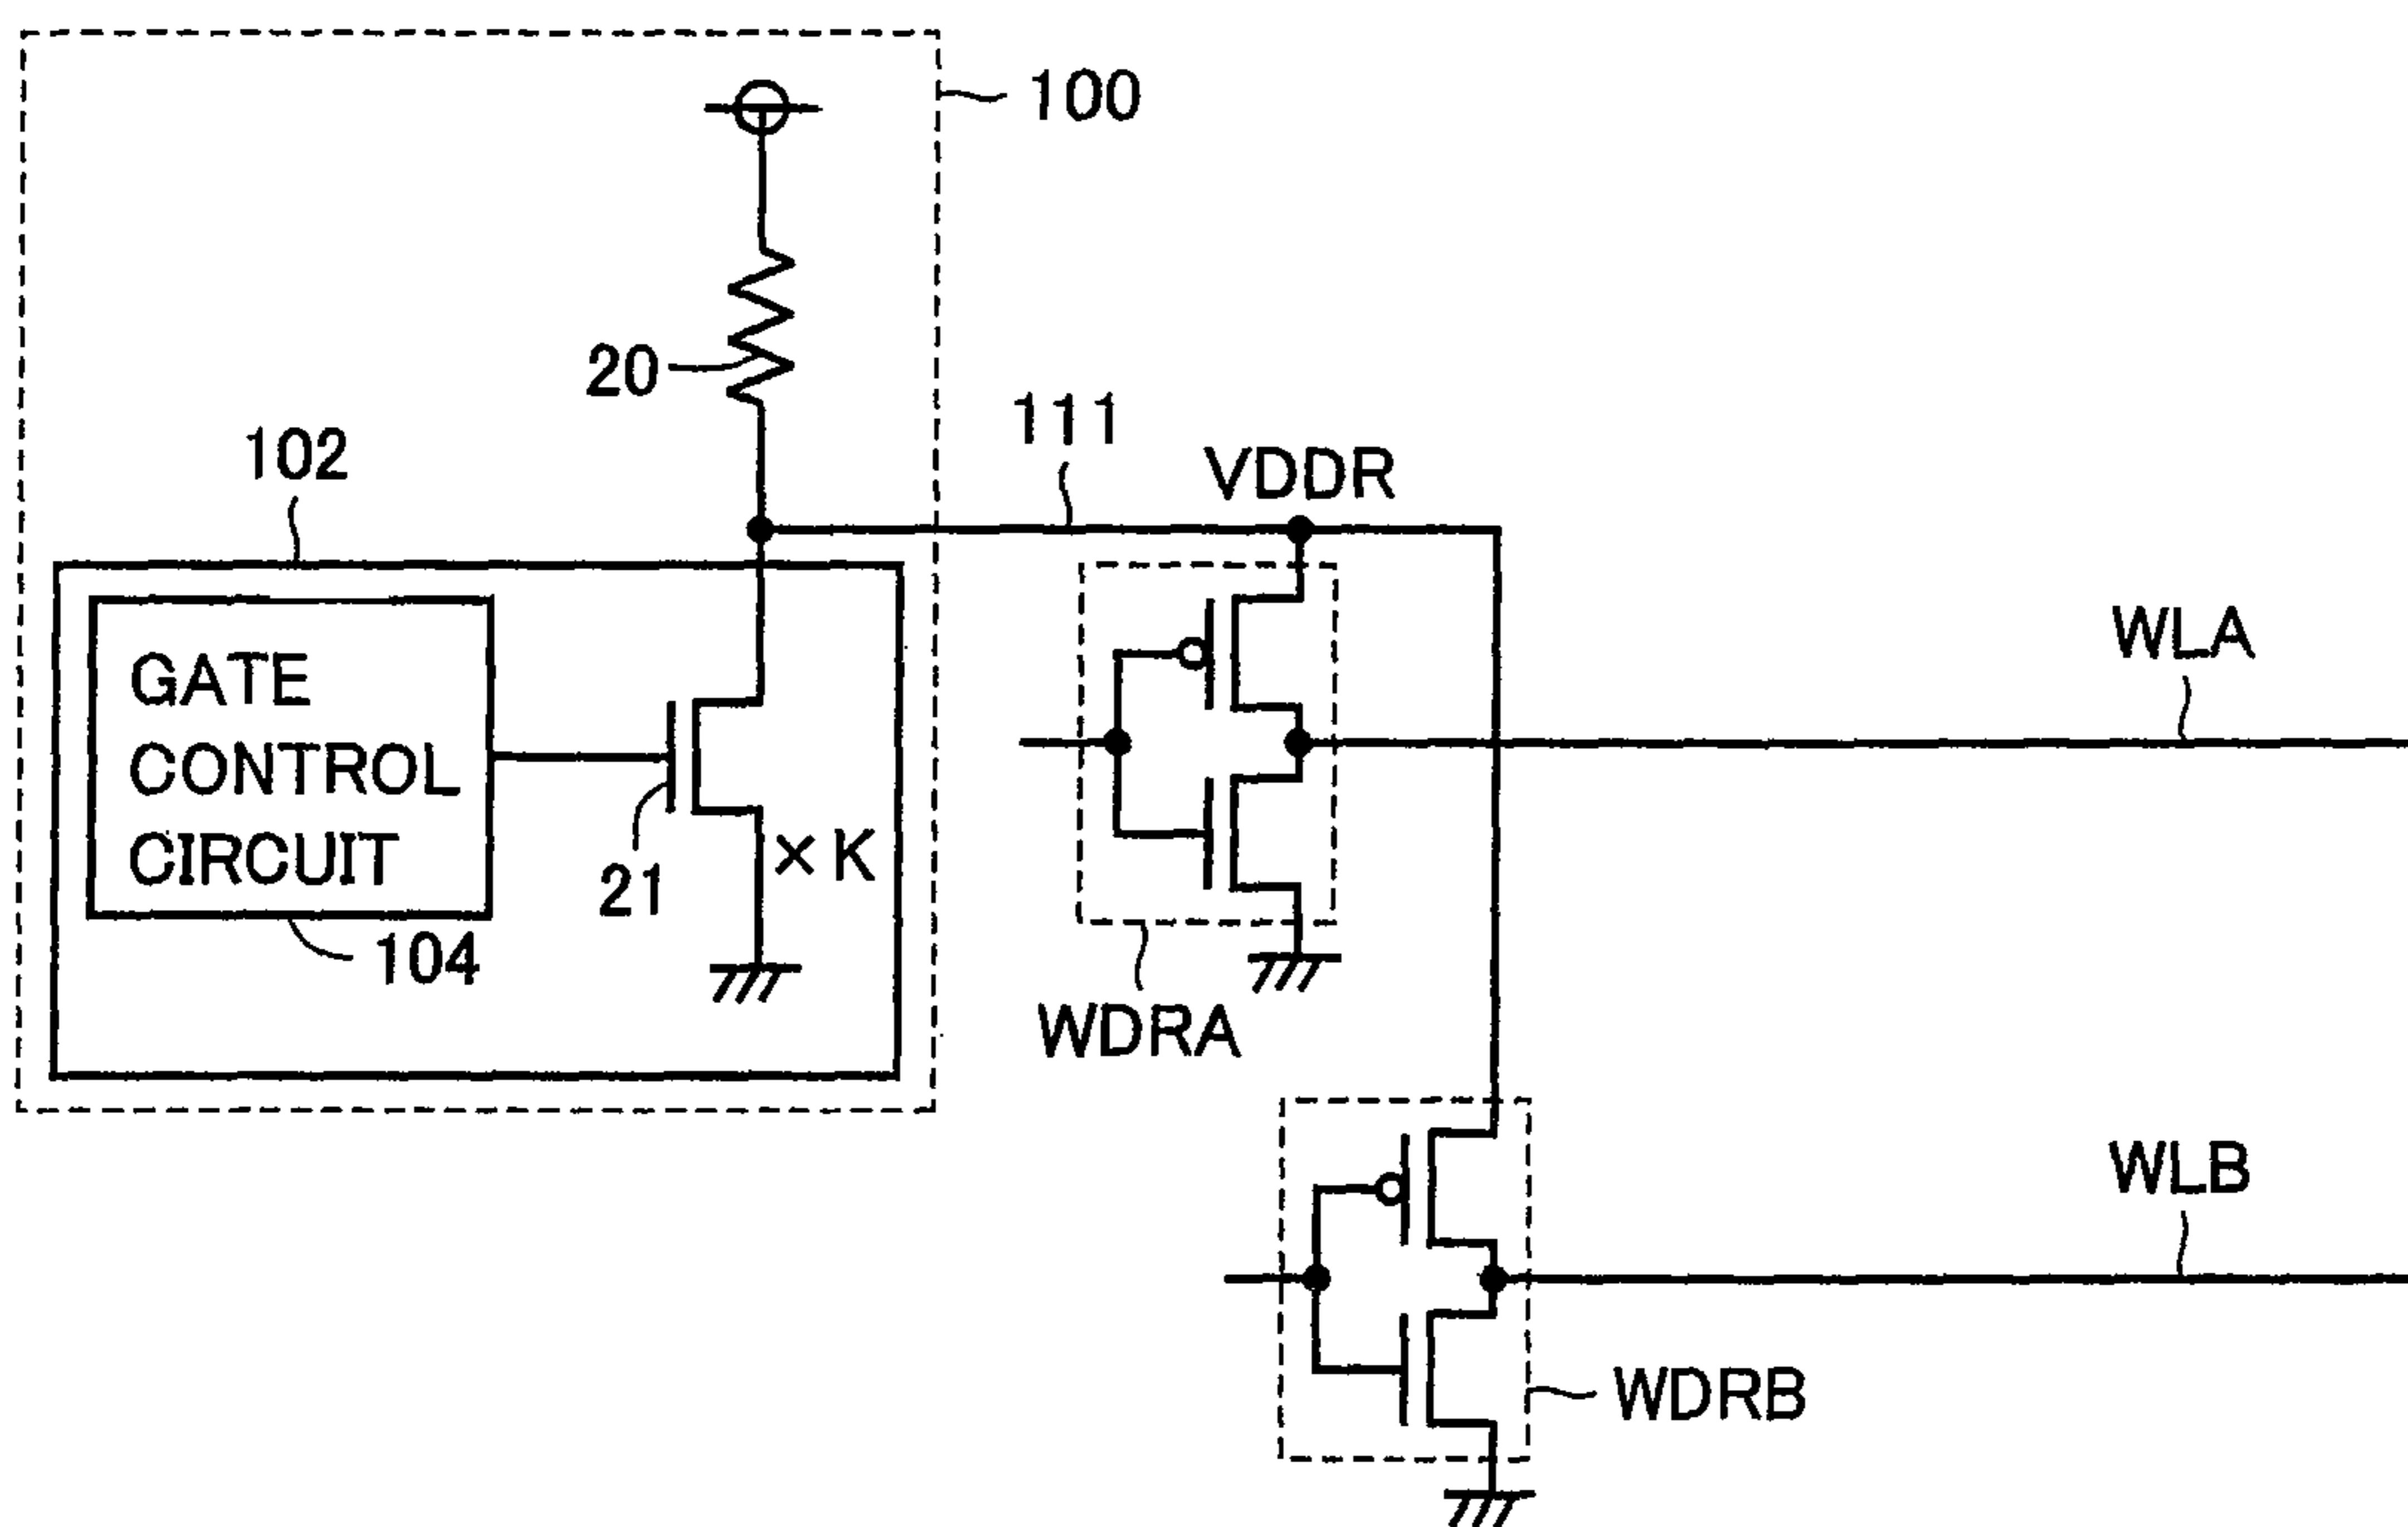 100
20
111
102
VDDR
WLA
GATE
CONTROL
CIRCUIT
× K
21
104
WDRA
WLB
WDRB